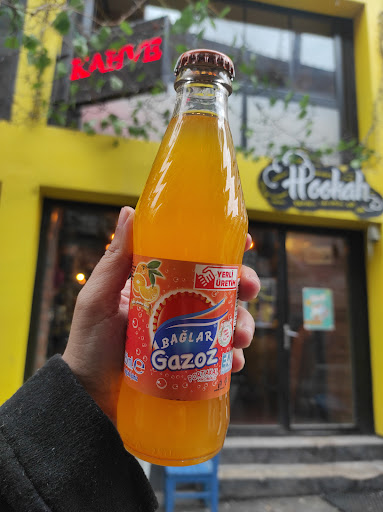 KAHVE
Hookah
YERLİ
ÜRETİM
BAĞLAR
Gazoz